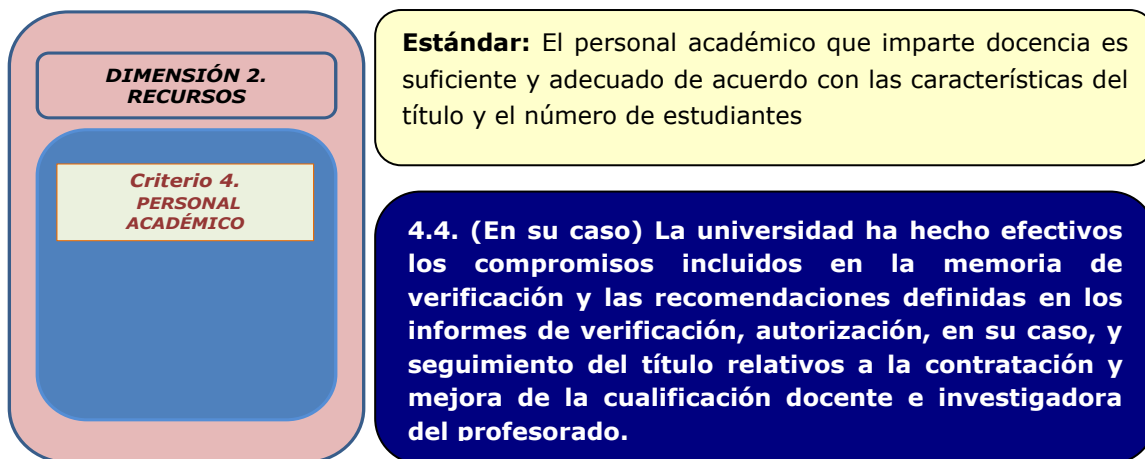 DIMENSIÓN 2.
RECURSOS
Criterio 4.
PERSONAL
ACADÉMICO
Estándar: El personal académico que imparte docencia es
suficiente y adecuado de acuerdo con las características del
título y el número de estudiantes
4.4. (En su caso) La universidad ha hecho efectivos
los compromisos incluidos en la memoria de
verificación y las recomendaciones definidas en los
informes de verificación, autorización, en su caso, y
seguimiento del título relativos a la contratación y
mejora de la cualificación docente e investigadora
del profesorado.